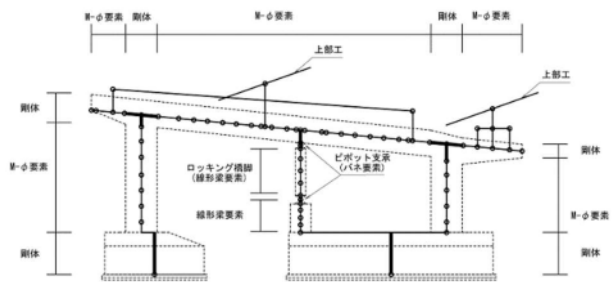 M-φ要素
剛体
M-φ要素
剛体
M-φ要素
上部工
上部工
剛体
M-φ要素
剛体
ロッキング橋脚
(線形梁要素)
線形梁要素
ピボット支承
(バネ要素)
剛体
M-φ要素
剛体